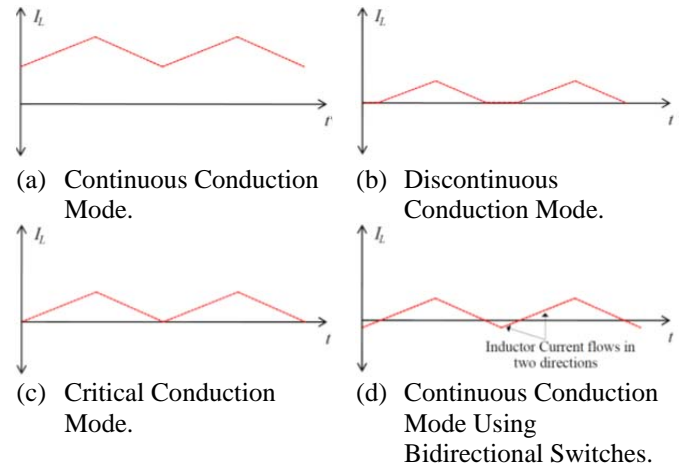 I_L
t
(a) Continuous Conduction
Mode.
I_L
t
(b) Discontinuous
Conduction Mode.
I_L
t
(c) Critical Conduction
Mode.
I_L
t
Inductor Current flows in
two directions
(d) Continuous Conduction
Mode Using
Bidirectional Switches.